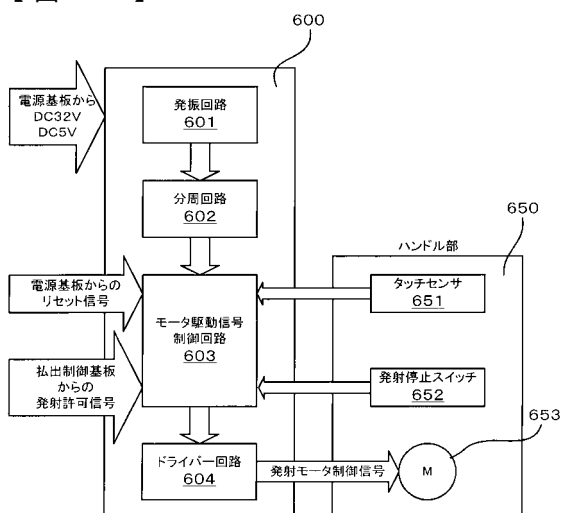 600
電源基板から
DC32V
DC5V
発振回路
601
分周回路
602
650
ハンドル部
電源基板からの
リセット信号
モータ駆動信号
制御回路
603
タッチセンサ
651
払出制御基板
からの
発射許可信号
発射停止スイッチ
652
653
ドライバー回路
604
発射モータ制御信号
M